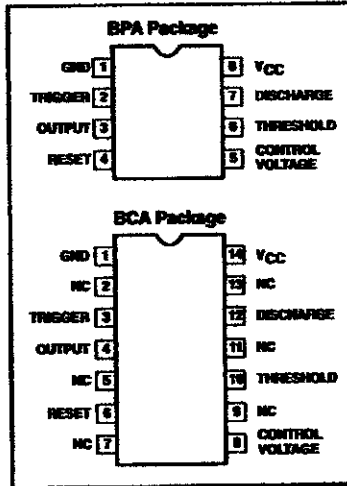 BPA Package
GND 1 8 VCC
TRIGGER 2 7 DISCHARGE
OUTPUT 3 6 THRESHOLD
RESET 4 5 CONTROL VOLTAGE
BCA Package
GND 1 14 VCC
NC 2 13 NC
TRIGGER 3 12 DISCHARGE
OUTPUT 4 11 NC
NC 5 10 THRESHOLD
RESET 6 9 NC
NC 7 8 CONTROL VOLTAGE